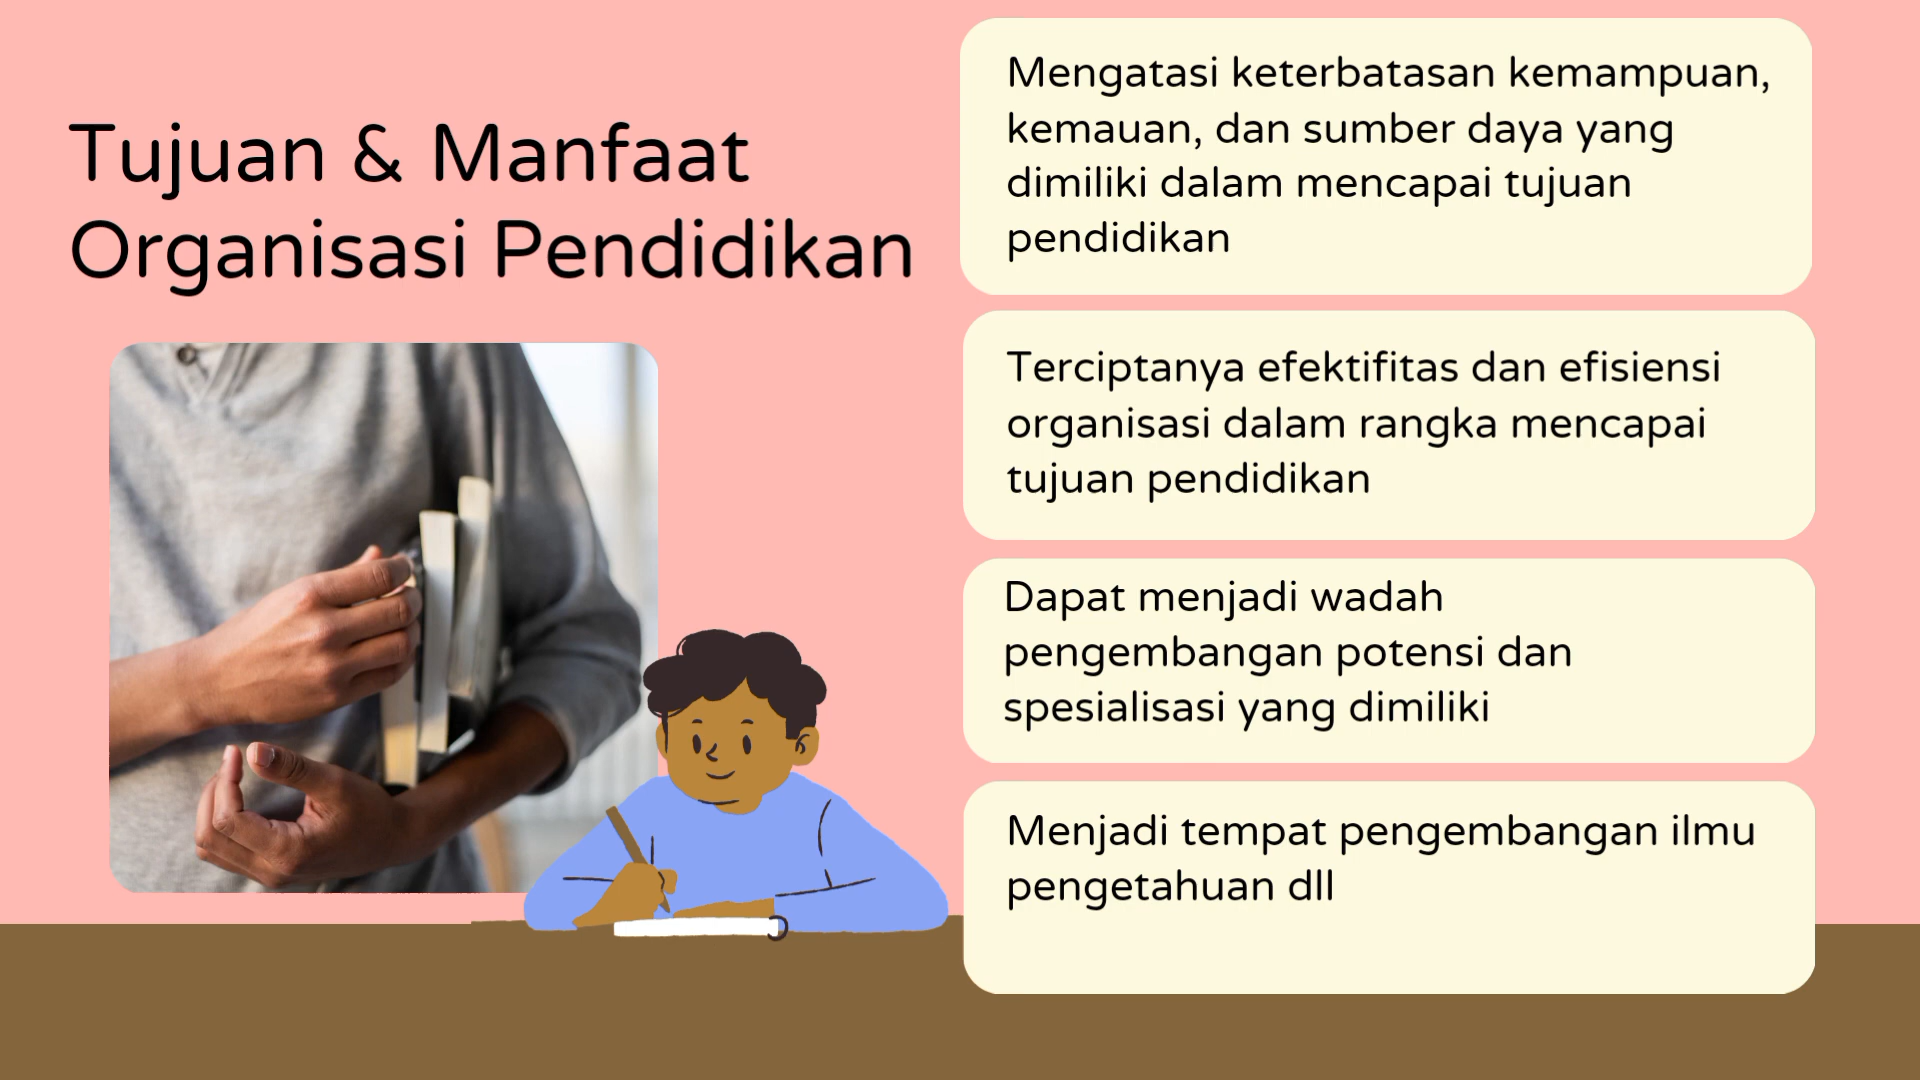 Tujuan & Manfaat
Organisasi Pendidikan
Mengatasi keterbatasan kemampuan,
kemauan, dan sumber daya yang
dimiliki dalam mencapai tujuan
pendidikan
Terciptanya efektifitas dan efisiensi
organisasi dalam rangka mencapai
tujuan pendidikan
Dapat menjadi wadah
pengembangan potensi dan
spesialisasi yang dimiliki
Menjadi tempat pengembangan ilmu
pengetahuan dll